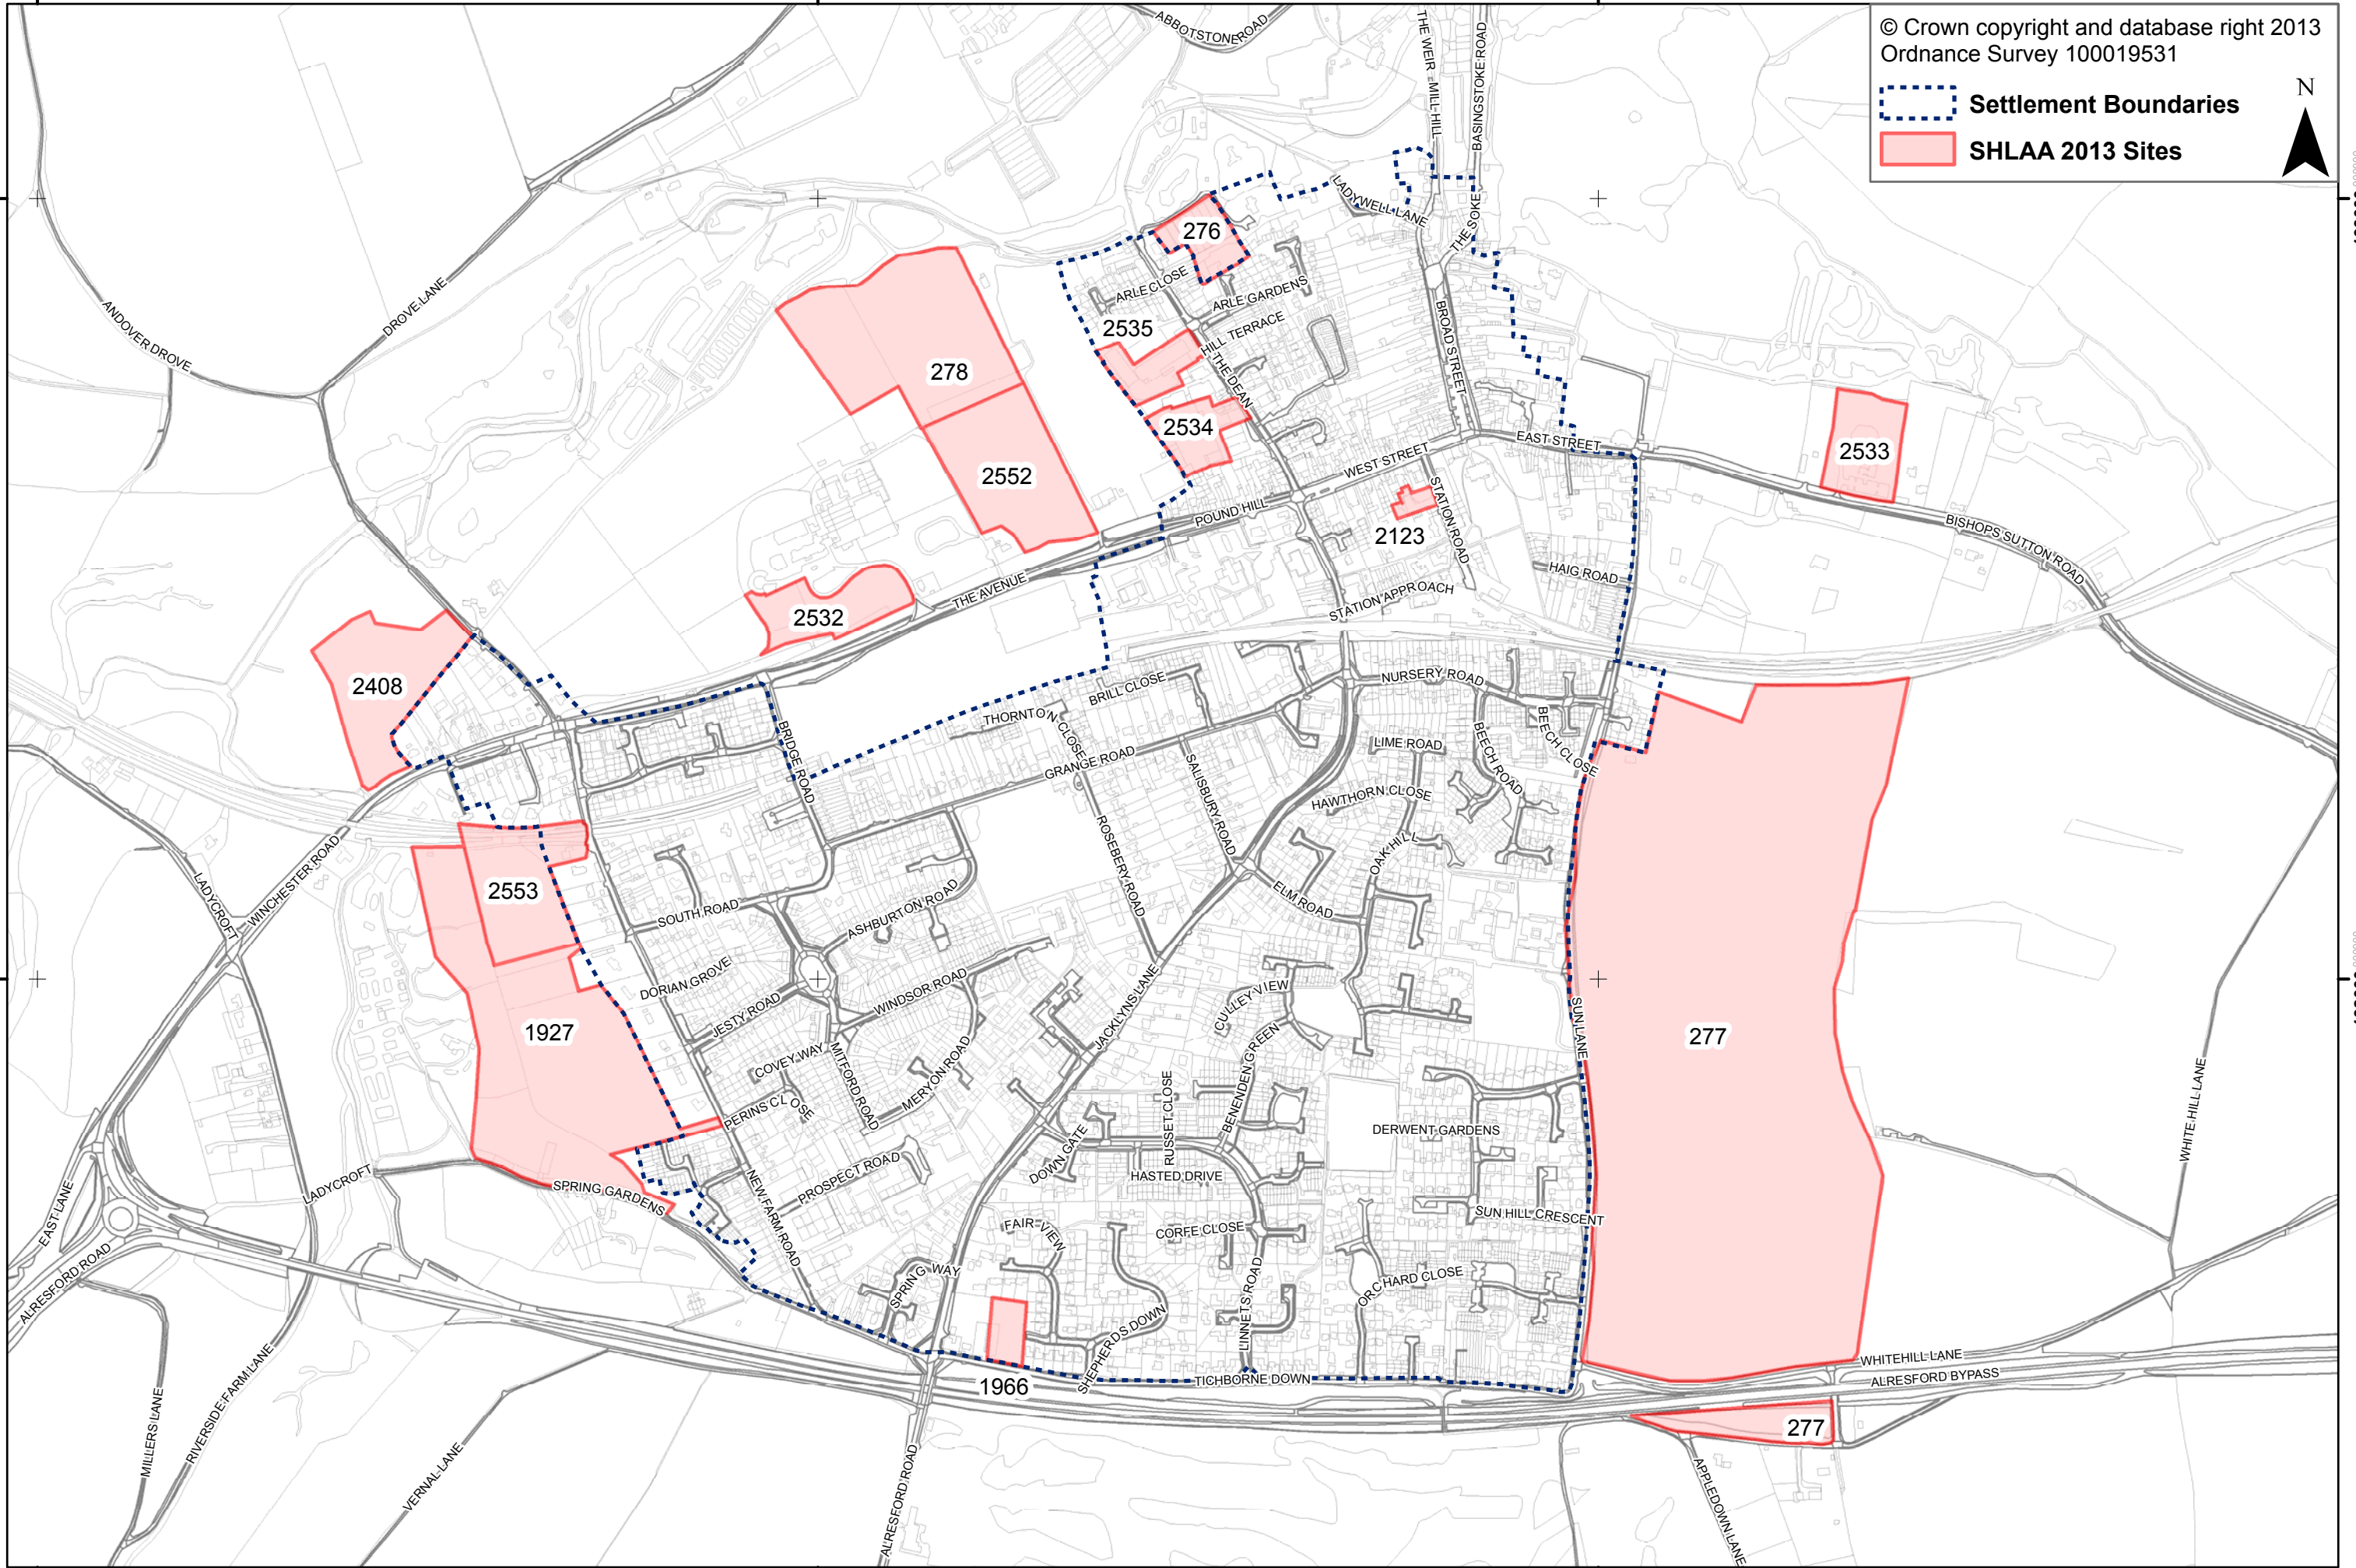 © Crown copyright and database right 2013
Ordnance Survey 100019531
Settlement Boundaries
SHLAA 2013 Sites
N
ABBOTSTONE ROAD
THE WEIR
MILL HILL
BASINGSTOKE ROAD
LADYWELL LANE
THE SOKE
276
ANDOVER DROVE
DROVE LANE
ARLE CLOSE
ARLE GARDENS
2535
HILL TERRACE
THE DEAN
BROAD STREET
278
2534
WEST STREET
EAST STREET
2533
2552
POUND HILL
STATION ROAD
2123
BISHOPS SUTTON ROAD
HAIG ROAD
THE AVENUE
STATION APPROACH
2532
2408
NURSERY ROAD
BRILL CLOSE
THORNTON CLOSE
BRIDGE ROAD
GRANGE ROAD
LIME ROAD
BEECH ROAD
BEECH CLOSE
SALISBURY ROAD
HAWTHORN CLOSE
OAK HILL
ROSEBERY ROAD
WINCHESTER ROAD
LADYCROFT
2553
SOUTH ROAD
ASHBURTON ROAD
ELM ROAD
DORIAN GROVE
JESTY ROAD
WINDSOR ROAD
JACKLYNS LANE
CULLEY VIEW
1927
SUN LANE
277
COVEY WAY
MITFORD ROAD
MERYON ROAD
PERINS CLOSE
BENENDEN GREEN
RUSSET CLOSE
DERWENT GARDENS
WHITE HILL LANE
DOWN GATE
HASTED DRIVE
PROSPECT ROAD
LADYCROFT
SPRING GARDENS
NEW FARM ROAD
EAST LANE
ALRESFORD ROAD
FAIR VIEW
CORFE CLOSE
SUN HILL CRESCENT
SPRING WAY
LINNETS ROAD
ORCHARD CLOSE
SHEPHERDS DOWN
1966
TICHBORNE DOWN
WHITEHILL LANE
ALRESFORD BYPASS
277
MILLERS LANE
RIVERSIDE FARM LANE
VERNAL LANE
ALRESFORD ROAD
APPLEDOWN LANE